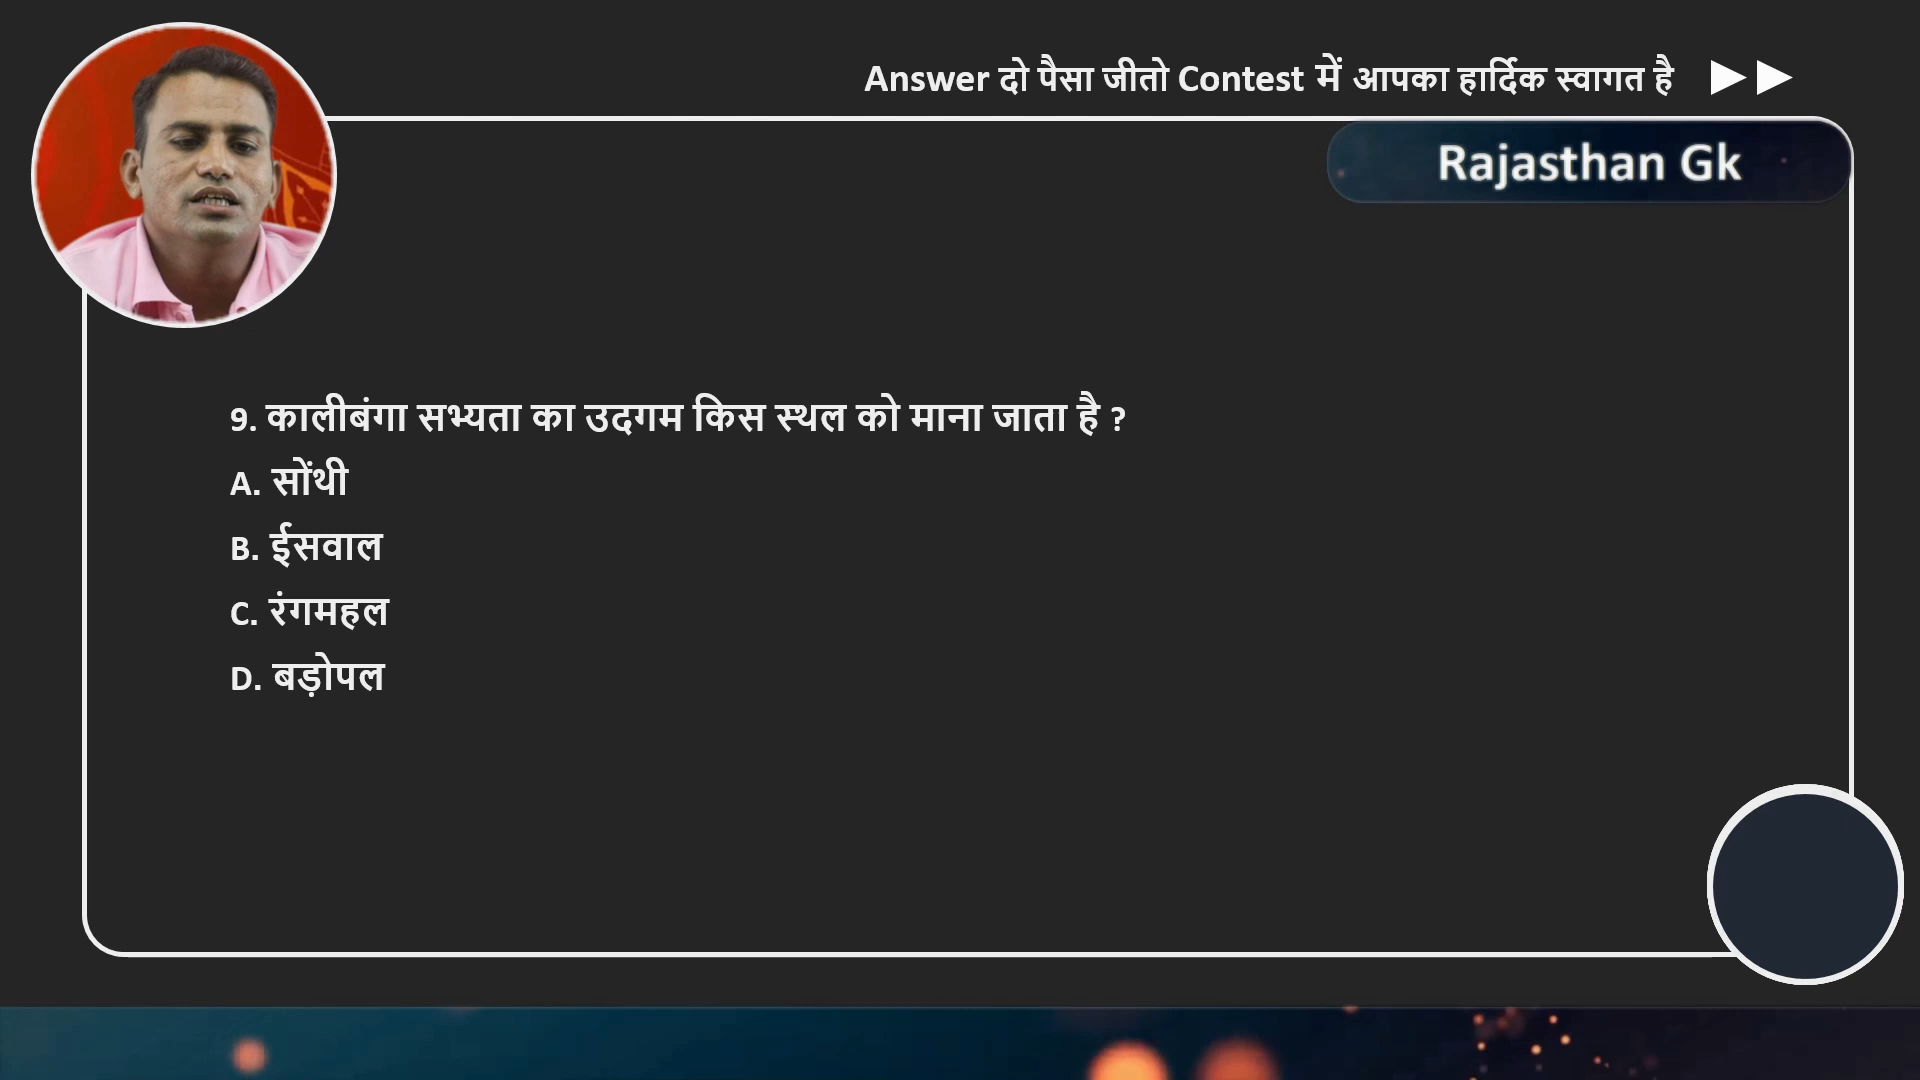 Answer दो पैसा जीतो Contest में आपका हार्दिक स्वागत है
Rajasthan Gk
9. कालीबंगा सभ्यता का उदगम किस स्थल को माना जाता है ?
A. सोंथी
B. ईसवाल
C. रंगमहल
D. बड़ोपल